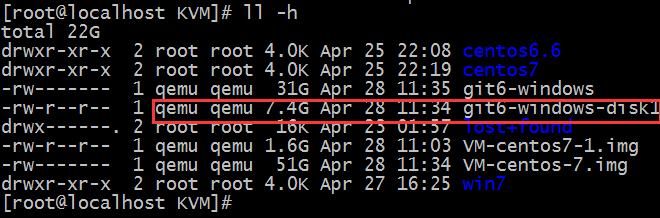 [root@localhost KVM]# ll -h
total 22G
drwxr-xr-x 2 root root 4.0K Apr 25 22:08 centos6.6
drwxr-xr-x 2 root root 4.0K Apr 25 22:19 centos7
-rw------- 1 qemu qemu 31G Apr 28 11:35 git6-windows
-rw-r--r-- 1 qemu qemu 7.4G Apr 28 11:34 git6-windows-disk1
drwx------. 2 root root 16K Apr 25 01:57 lost+found
-rw-r--r-- 1 qemu qemu 1.6G Apr 28 11:03 VM-centos7-1.img
-rw------- 1 qemu qemu 51G Apr 28 11:34 VM-centos-7.img
drwxr-xr-x 2 root root 4.0K Apr 27 16:25 win7
[root@localhost KVM]#